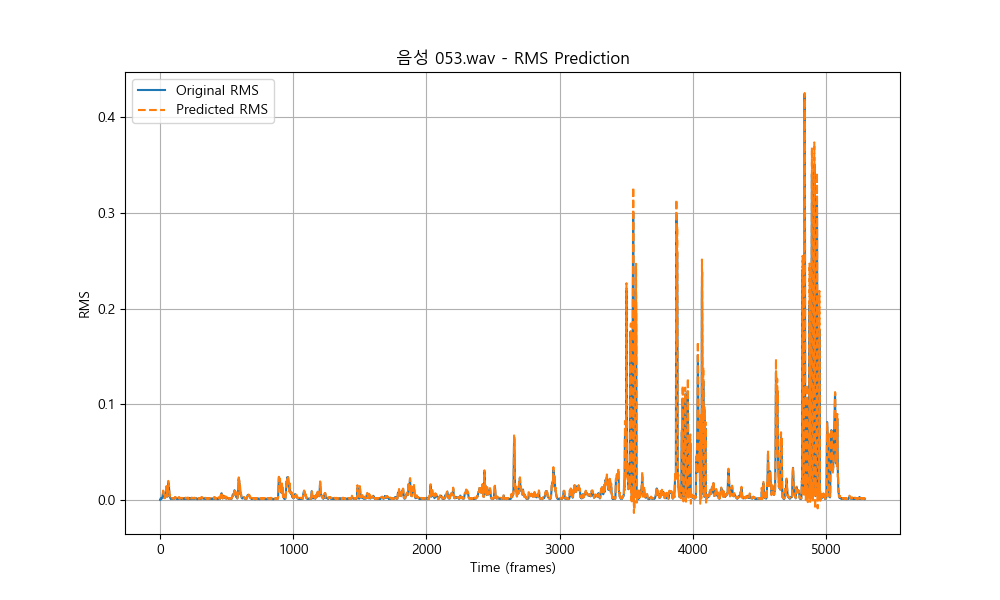 음성 053.wav - RMS Prediction
Original RMS
Predicted RMS
RMS
0.4
0.3
0.2
0.1
0.0
0 1000 2000 3000 4000 5000
Time (frames)